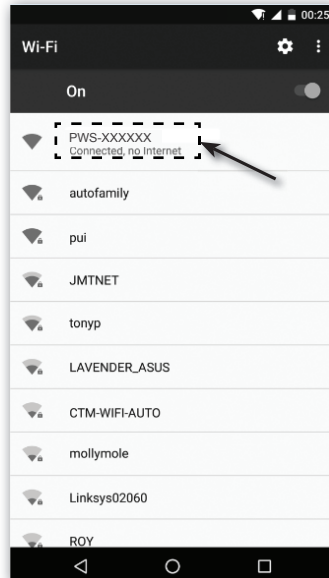 00:25
Wi-Fi
On
PWS-XXXXXX
Connected, no Internet
autofamily
pui
JMTNET
tonyp
LAVENDER_ASUS
CTM-WIFI-AUTO
mollymole
Linksys02060
ROY